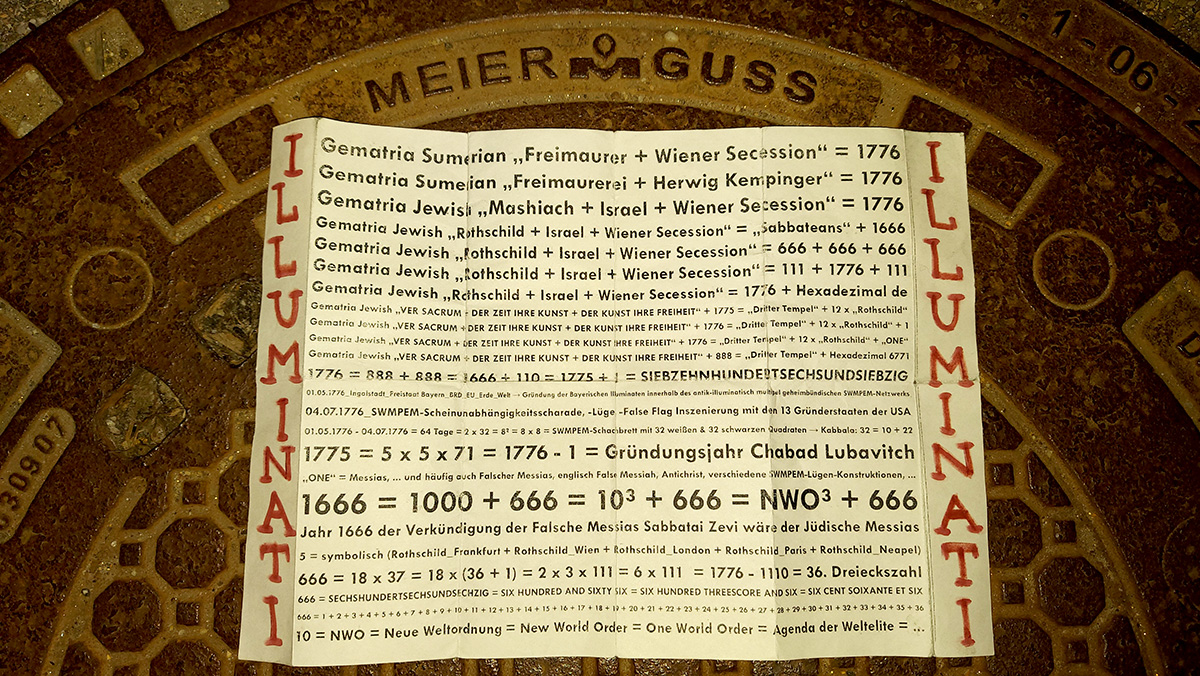 MEIER GUSS
1-06
030907
ILLUMINATI
Gematria Sumerian „Freimaurer + Wiener Secession“ = 1776
Gematria Sumerian „Freimaurerei + Herwig Kempinger“ = 1776
Gematria Jewish „Mashiach + Israel + Wiener Secession“ = 1776
Gematria Jewish „Rothschild + Israel + Wiener Secession“ = „Sabbateans“ + 1666
Gematria Jewish „Rothschild + Israel + Wiener Secession“ = 666 + 666 + 666
Gematria Jewish „Rothschild + Israel + Wiener Secession“ = 111 + 1776 + 111
Gematria Jewish „Rothschild + Israel + Wiener Secession“ = 1776 + Hexadezimal de
Gematria Jewish „VER SACRUM + DER ZEIT IHRE KUNST + DER KUNST IHRE FREIHEIT“ + 1775 = „Dritter Tempel“ + 12 x „Rothschild“
Gematria Jewish „VER SACRUM + DER ZEIT IHRE KUNST + DER KUNST IHRE FREIHEIT“ + 1776 = „Dritter Tempel“ + 12 x „Rothschild“ + 1
Gematria Jewish „VER SACRUM + DER ZEIT IHRE KUNST + DER KUNST IHRE FREIHEIT“ + 1776 = „Dritter Tempel“ + 12 x „Rothschild“ + „ONE“
Gematria Jewish „VER SACRUM + DER ZEIT IHRE KUNST + DER KUNST IHRE FREIHEIT“ + 888 = „Dritter Tempel“ + Hexadezimal 6771
1776 = 888 + 888 = 1666 + 110 = 1775 + 1 = SIEBZEHNHUNDERTSECHSUNDSIEBZIG
01.05.1776_Ingolstadt_Freistaat Bayern_BRD_EU_Erde_Welt → Gründung der Bayerischen Illuminaten innerhalb des antik-illuminatisch multipel geheimbündischen SWMPEM-Netzwerks
04.07.1776_SWMPEM-Scheinunabhängigkeitsscharade, -Lüge -False Flag Inszenierung mit den 13 Gründerstaaten der USA
01.05.1776 - 04.07.1776 = 64 Tage = 2 x 32 = 8² = 8 x 8 = SWMPEM-Schachbrett mit 32 weißen & 32 schwarzen Quadraten → Kabbala: 32 = 10 + 22
1775 = 5 x 5 x 71 = 1776 - 1 = Gründungsjahr Chabad Lubavitch
„ONE“ = Messias, ... und häufig auch Falscher Messias, englisch False Messiah, Antichrist, verschiedene SWMPEM-Lügen-Konstruktionen, ...
1666 = 1000 + 666 = 10³ + 666 = NWO³ + 666
Jahr 1666 der Verkündigung der Falsche Messias Sabbatai Zevi wäre der Jüdische Messias
5 = symbolisch (Rothschild_Frankfurt + Rothschild_Wien + Rothschild_London + Rothschild_Paris + Rothschild_Neapel)
666 = 18 x 37 = 18 x (36 + 1) = 2 x 3 x 111 = 6 x 111 = 1776 - 1110 = 36. Dreieckszahl
666 = SECHSHUNDERTSECHSUNDSECHZIG = SIX HUNDRED AND SIXTY SIX = SIX HUNDRED THREESCORE AND SIX = SIX CENT SOIXANTE ET SIX
666 = 1 + 2 + 3 + 4 + 5 + 6 + 7 + 8 + 9 + 10 + 11 + 12 + 13 + 14 + 15 + 16 + 17 + 18 + 19 + 20 + 21 + 22 + 23 + 24 + 25 + 26 + 27 + 28 + 29 + 30 + 31 + 32 + 33 + 34 + 35 + 36
10 = NWO = Neue Weltordnung = New World Order = One World Order = Agenda der Weltelite = ...
ILLUMINATI